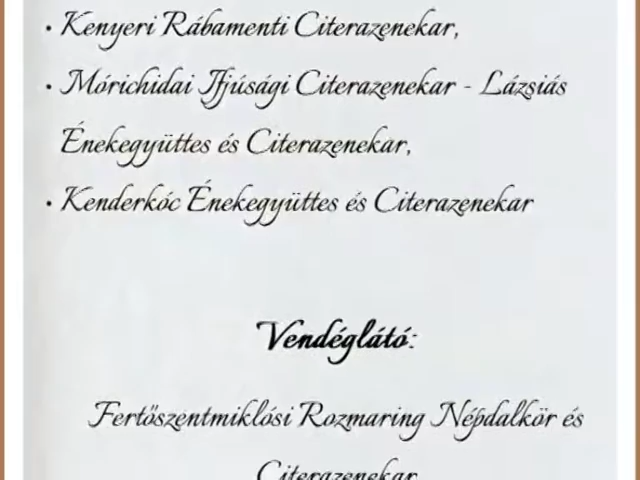 • Kenyeri Rábamenti Citerazenekar,
• Mórichidai Ifjúsági Citerazenekar - Lázsiás
Énekegyüttes és Citerazenekar,
• Kenderkóc Énekegyüttes és Citerazenekar
Vendéglátó:
Fertőszentmiklósi Rozmaring Népdalkör és
Citerazenekar